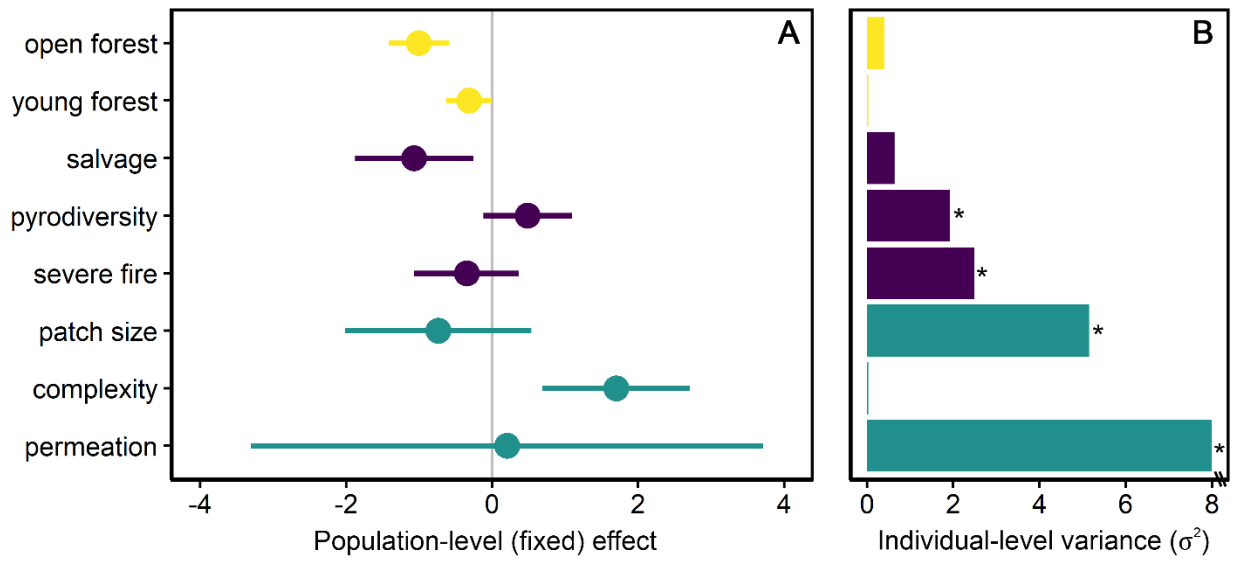 A
B
open forest
young forest
salvage
pyrodiversity
*
severe fire
*
patch size
*
complexity
permeation
*
-4 -2 0 2 4
0 2 4 6 8
Population-level (fixed) effect
Individual-level variance (σ²)